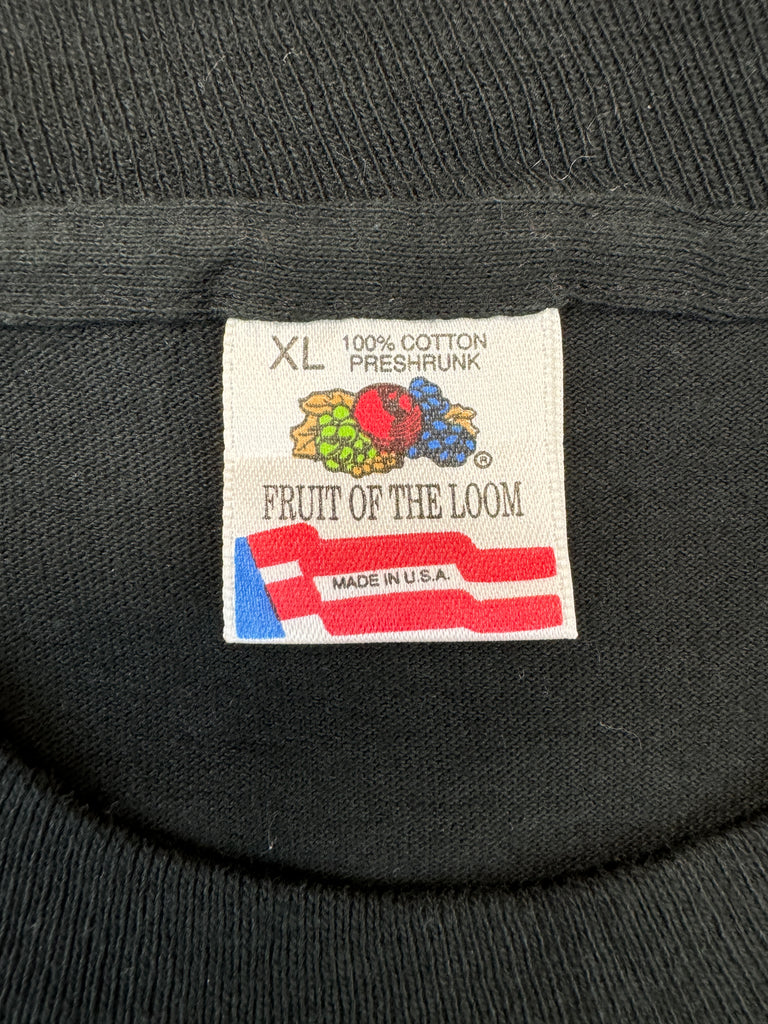 XL
100% COTTON
PRESHRUNK
®
FRUIT OF THE LOOM
MADE IN U.S.A.